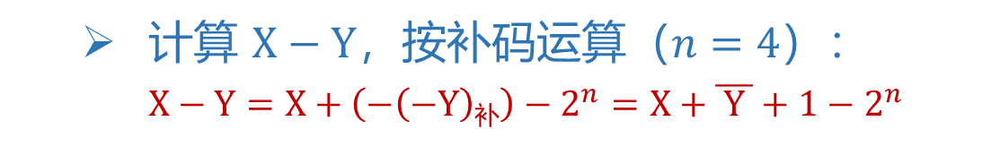 ➢ 计算 X − Y，按补码运算（n = 4）：
X − Y = X + (−(−Y)补) − 2ⁿ = X + Y̅ + 1 − 2ⁿ